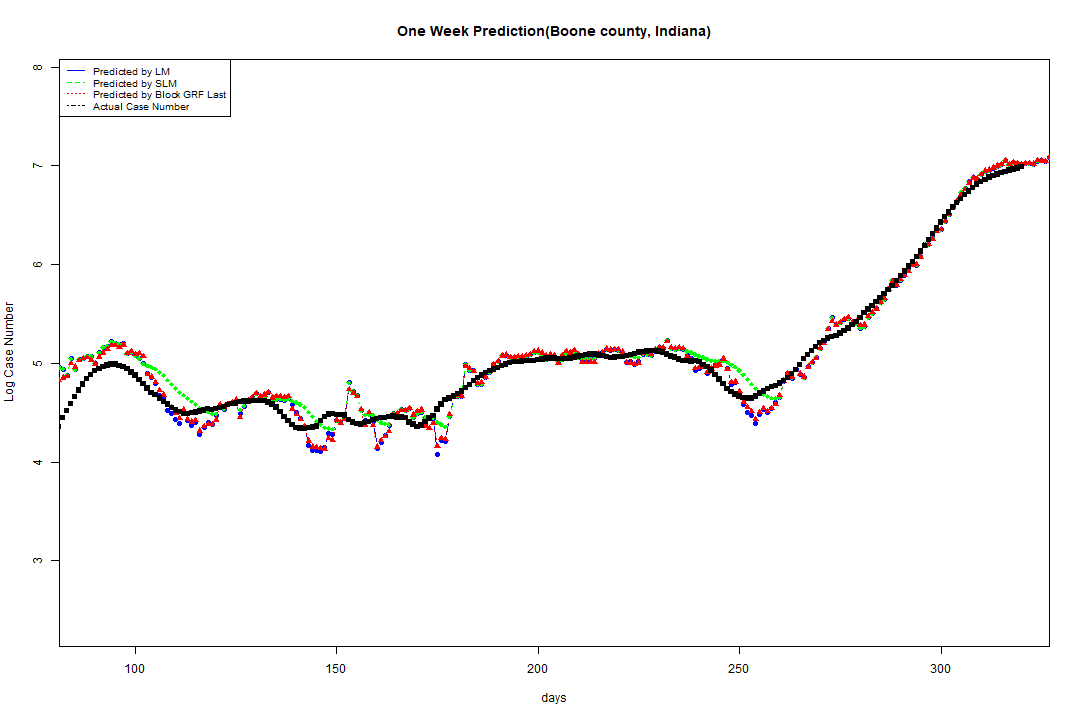 One Week Prediction(Boone county, Indiana)
Predicted by LM
Predicted by SLM
Predicted by Block GRF Last
Actual Case Number
Log Case Number
8
7
6
5
4
3
100 150 200 250 300
days